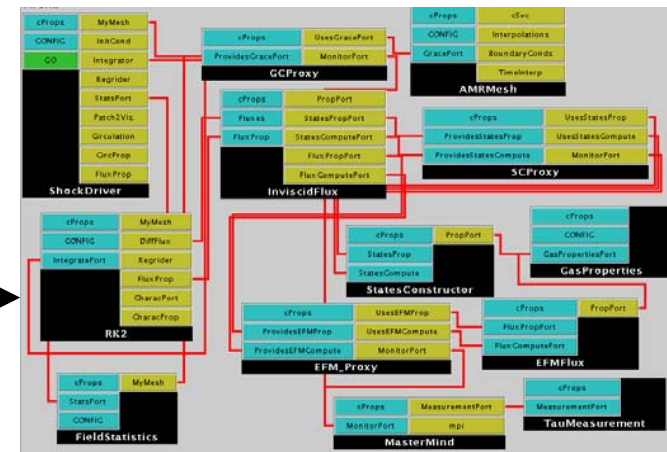 cProps MyMesh
CONFIG InitCond
GO Integrator
Regrider
StatsPort
Patch2Viz
Circulation
CircProp
FluxProp
ShockDriver
cProps UsesGracePort
ProvidesGracePort MonitorPort
GCProxy
cProps cSvc
CONFIG Interpolations
GracePort BoundaryConds
TimeInterp
AMRMesh
cProps PropPort
Fluxes StatesPropPort
FluxProp StatesComputePort
FluxPropPort
FluxComputePort
InviscidFlux
cProps UsesStatesProp
ProvidesStatesProp UsesStatesCompute
ProvidesStatesCompute MonitorPort
SCProxy
cProps MyMesh
CONFIG DiffFlux
IntegratePort Regrider
FluxProp
CharacPort
CharacProp
RK2
cProps PropPort
StatesProp
StatesCompute
StatesConstructor
cProps
CONFIG
GasPropertiesPort
GasProperties
cProps UsesEFMProp
ProvidesEFMProp UsesEFMCompute
ProvidesEFMCompute MonitorPort
EFM_Proxy
cProps PropPort
FluxPropPort
FluxComputePort
EFMFlux
cProps MyMesh
StatsPort
CONFIG
FieldStatistics
cProps MeasurementPort
MonitorPort mpi
MasterMind
cProps
MeasurementPort
TauMeasurement